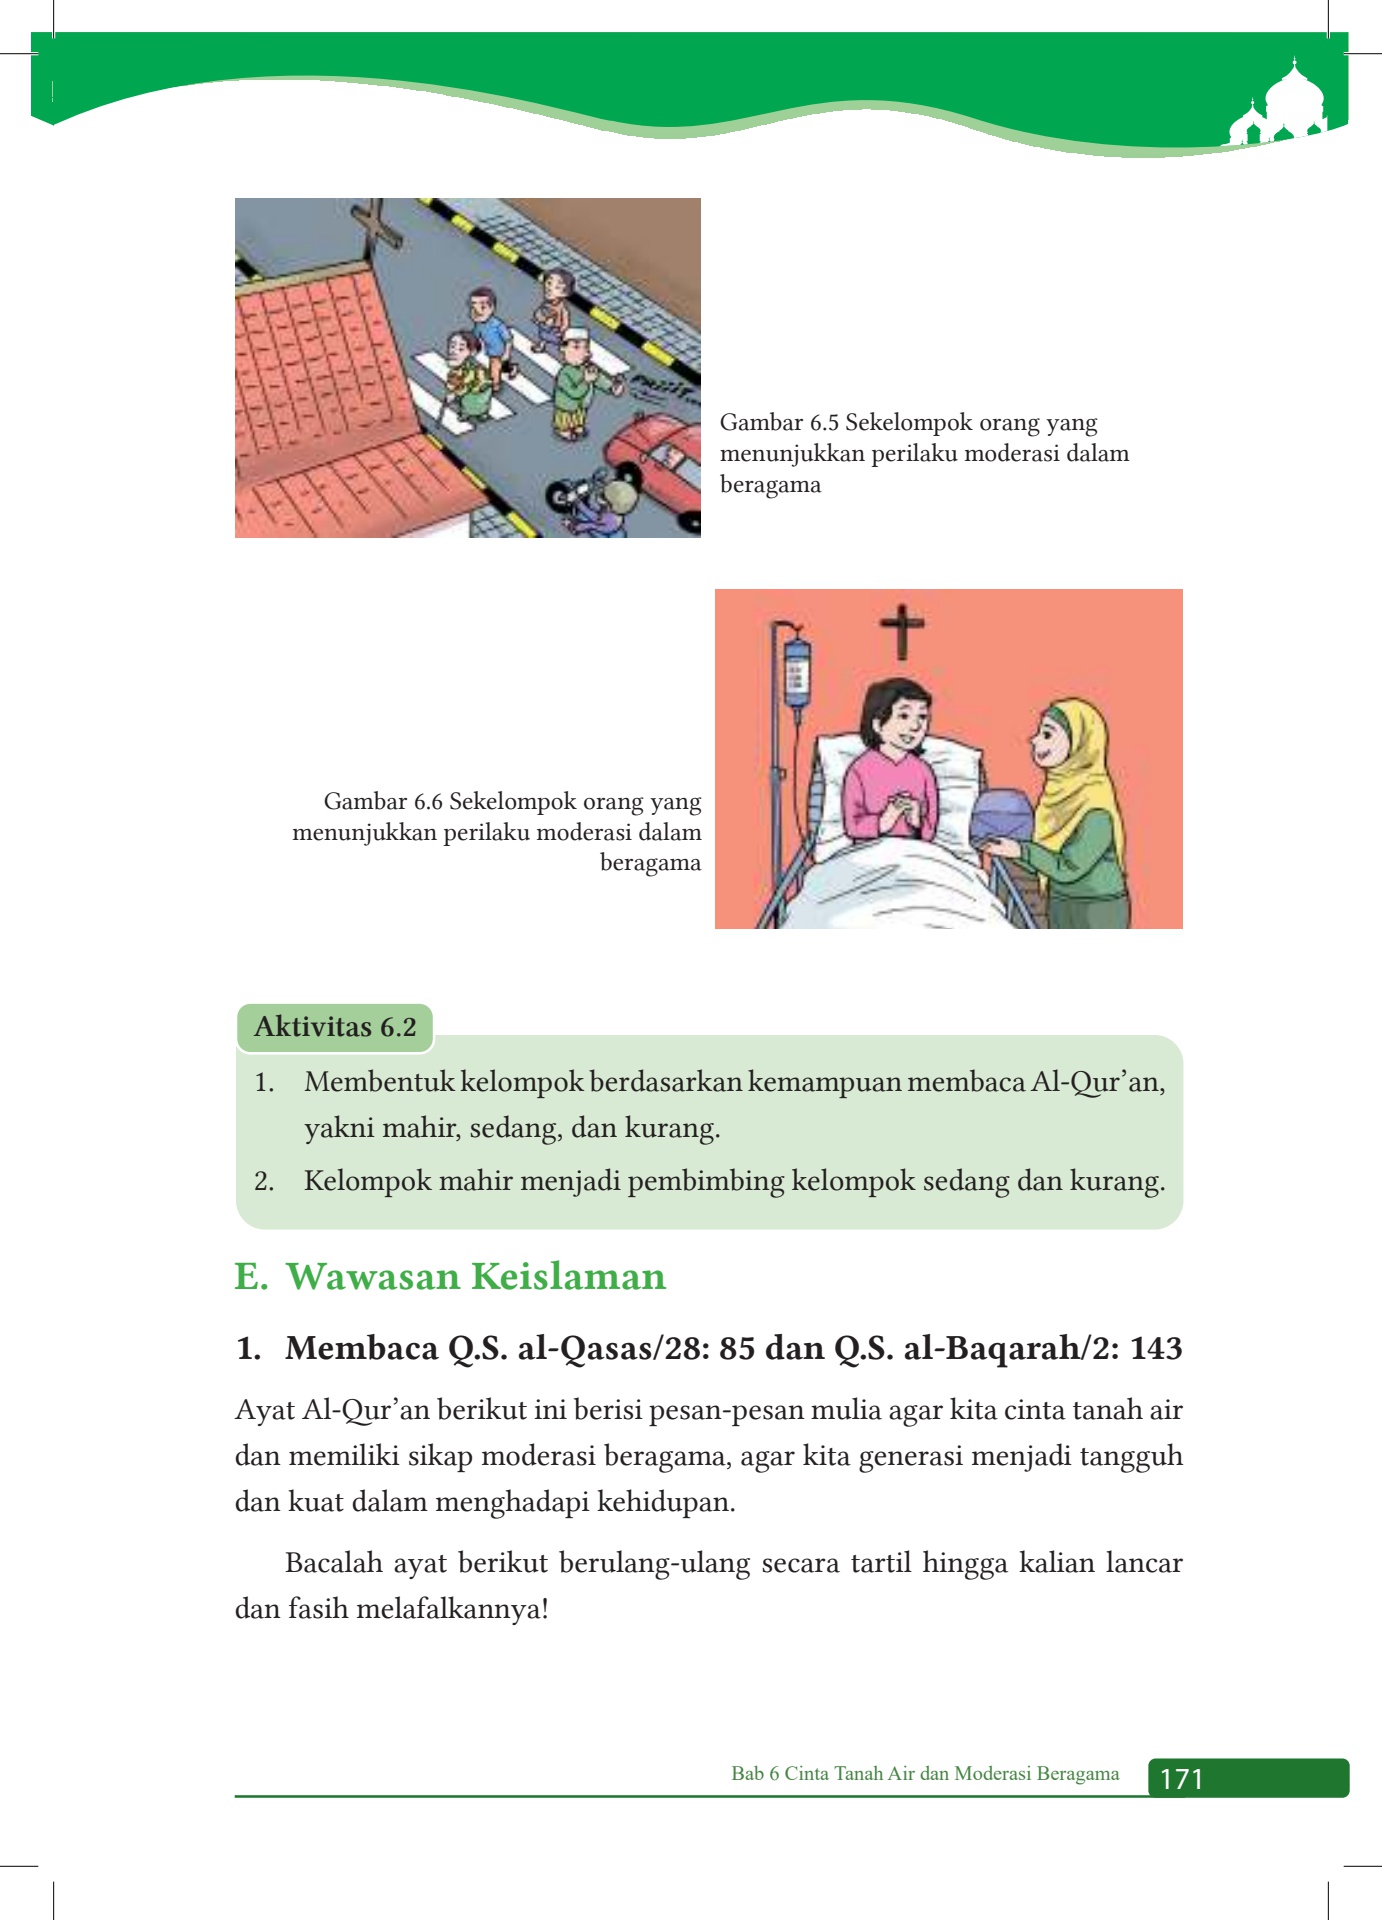 PRIIIT...
Gambar 6.5 Sekelompok orang yang
menunjukkan perilaku moderasi dalam
beragama
Gambar 6.6 Sekelompok orang yang
menunjukkan perilaku moderasi dalam
beragama
Aktivitas 6.2
1. Membentuk kelompok berdasarkan kemampuan membaca Al-Qur’an,
yakni mahir, sedang, dan kurang.
2. Kelompok mahir menjadi pembimbing kelompok sedang dan kurang.
E. Wawasan Keislaman
1. Membaca Q.S. al-Qasas/28: 85 dan Q.S. al-Baqarah/2: 143
Ayat Al-Qur’an berikut ini berisi pesan-pesan mulia agar kita cinta tanah air
dan memiliki sikap moderasi beragama, agar kita generasi menjadi tangguh
dan kuat dalam menghadapi kehidupan.
Bacalah ayat berikut berulang-ulang secara tartil hingga kalian lancar
dan fasih melafalkannya!
Bab 6 Cinta Tanah Air dan Moderasi Beragama 171